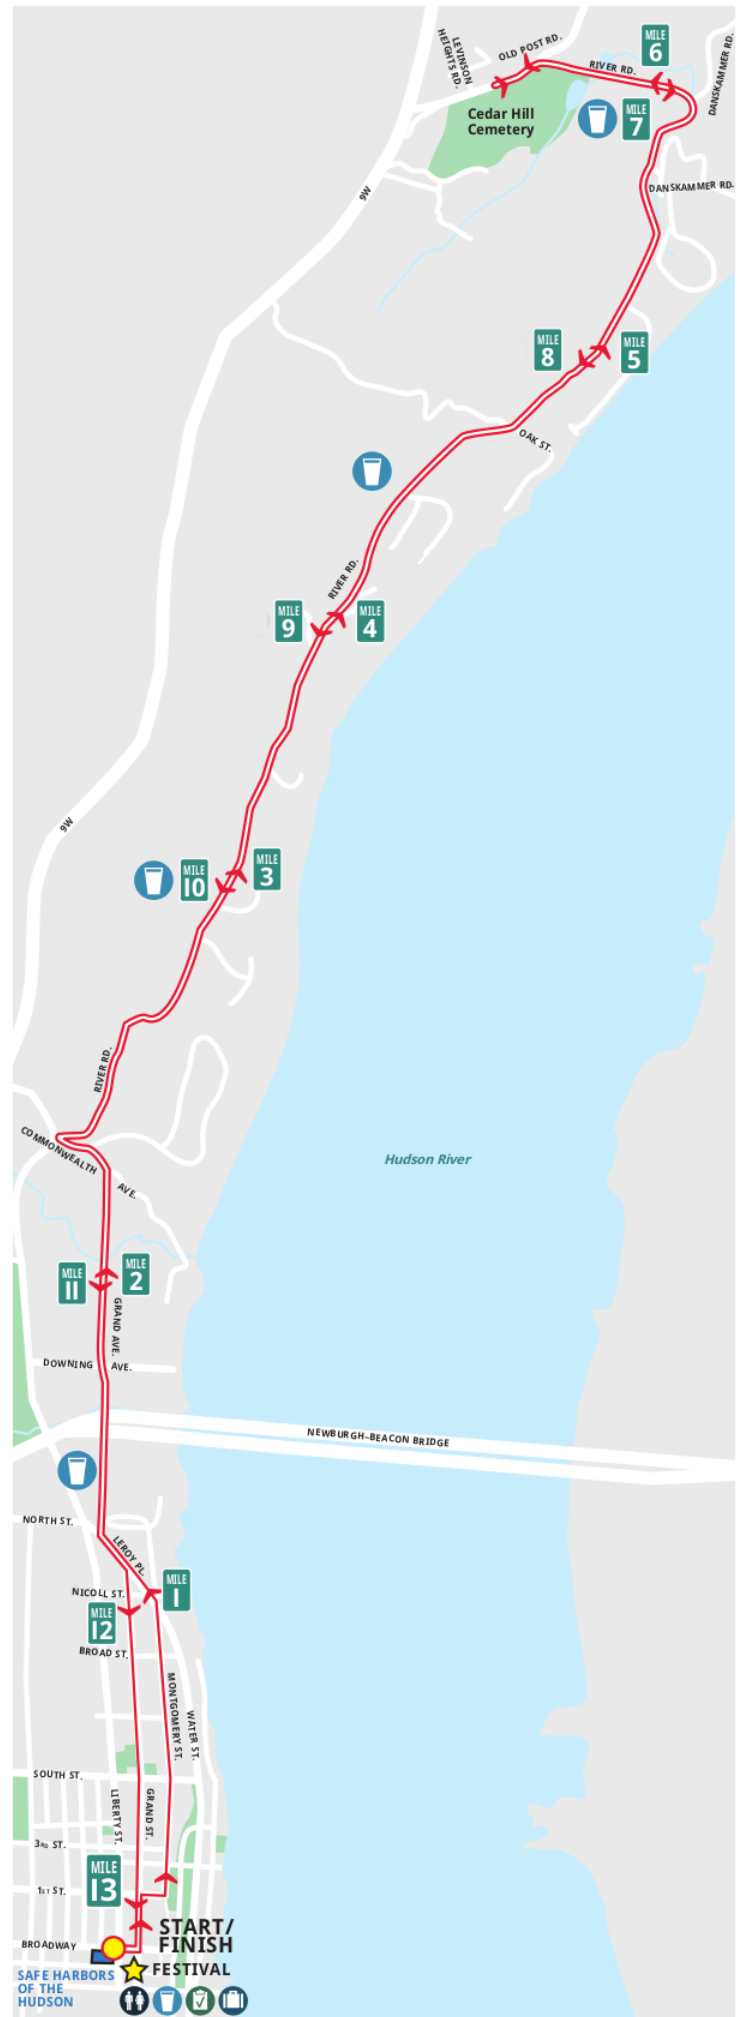 LEVINSON
HEIGHTS RD.
OLD POST RD.
MILE
6
RIVER RD.
DANSKAMMER RD.
Cedar Hill
Cemetery
MILE
7
DANSKAMMER RD.
9W
MILE
8
MILE
5
OAK ST.
RIVER RD.
MILE
9
MILE
4
9W
MILE
10
MILE
3
RIVER RD.
COMMONWEALTH AVE.
Hudson River
MILE
11
MILE
2
GRAND AVE.
DOWNING AVE.
NEWBURGH-BEACON BRIDGE
NORTH ST.
LEROY PL.
NICOLL ST.
MILE
1
MILE
12
BROAD ST.
MONTGOMERY ST.
WATER ST.
SOUTH ST.
LIBERTY ST.
GRAND ST.
3RD ST.
MILE
13
1ST ST.
START/
FINISH
BROADWAY
FESTIVAL
SAFE HARBORS
OF THE
HUDSON